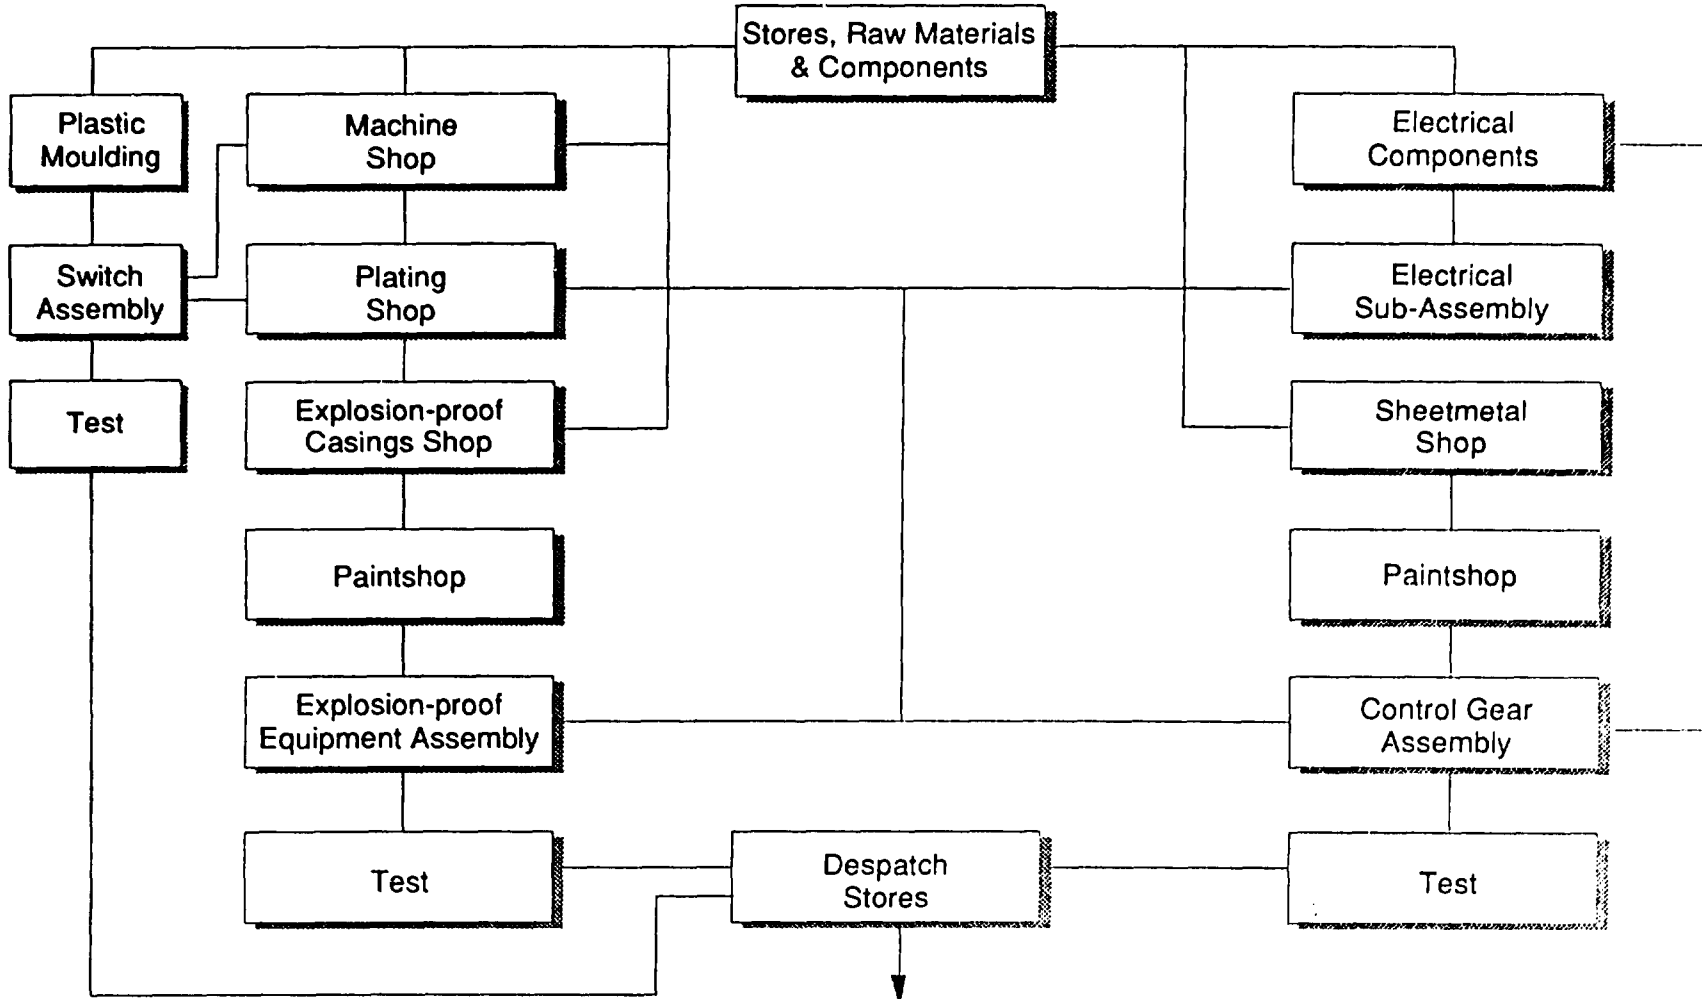 Stores, Raw Materials
& Components
Plastic
Moulding
Machine
Shop
Electrical
Components
Switch
Assembly
Plating
Shop
Electrical
Sub-Assembly
Test
Explosion-proof
Casings Shop
Sheetmetal
Shop
Paintshop
Paintshop
Explosion-proof
Equipment Assembly
Control Gear
Assembly
Test
Despatch
Stores
Test